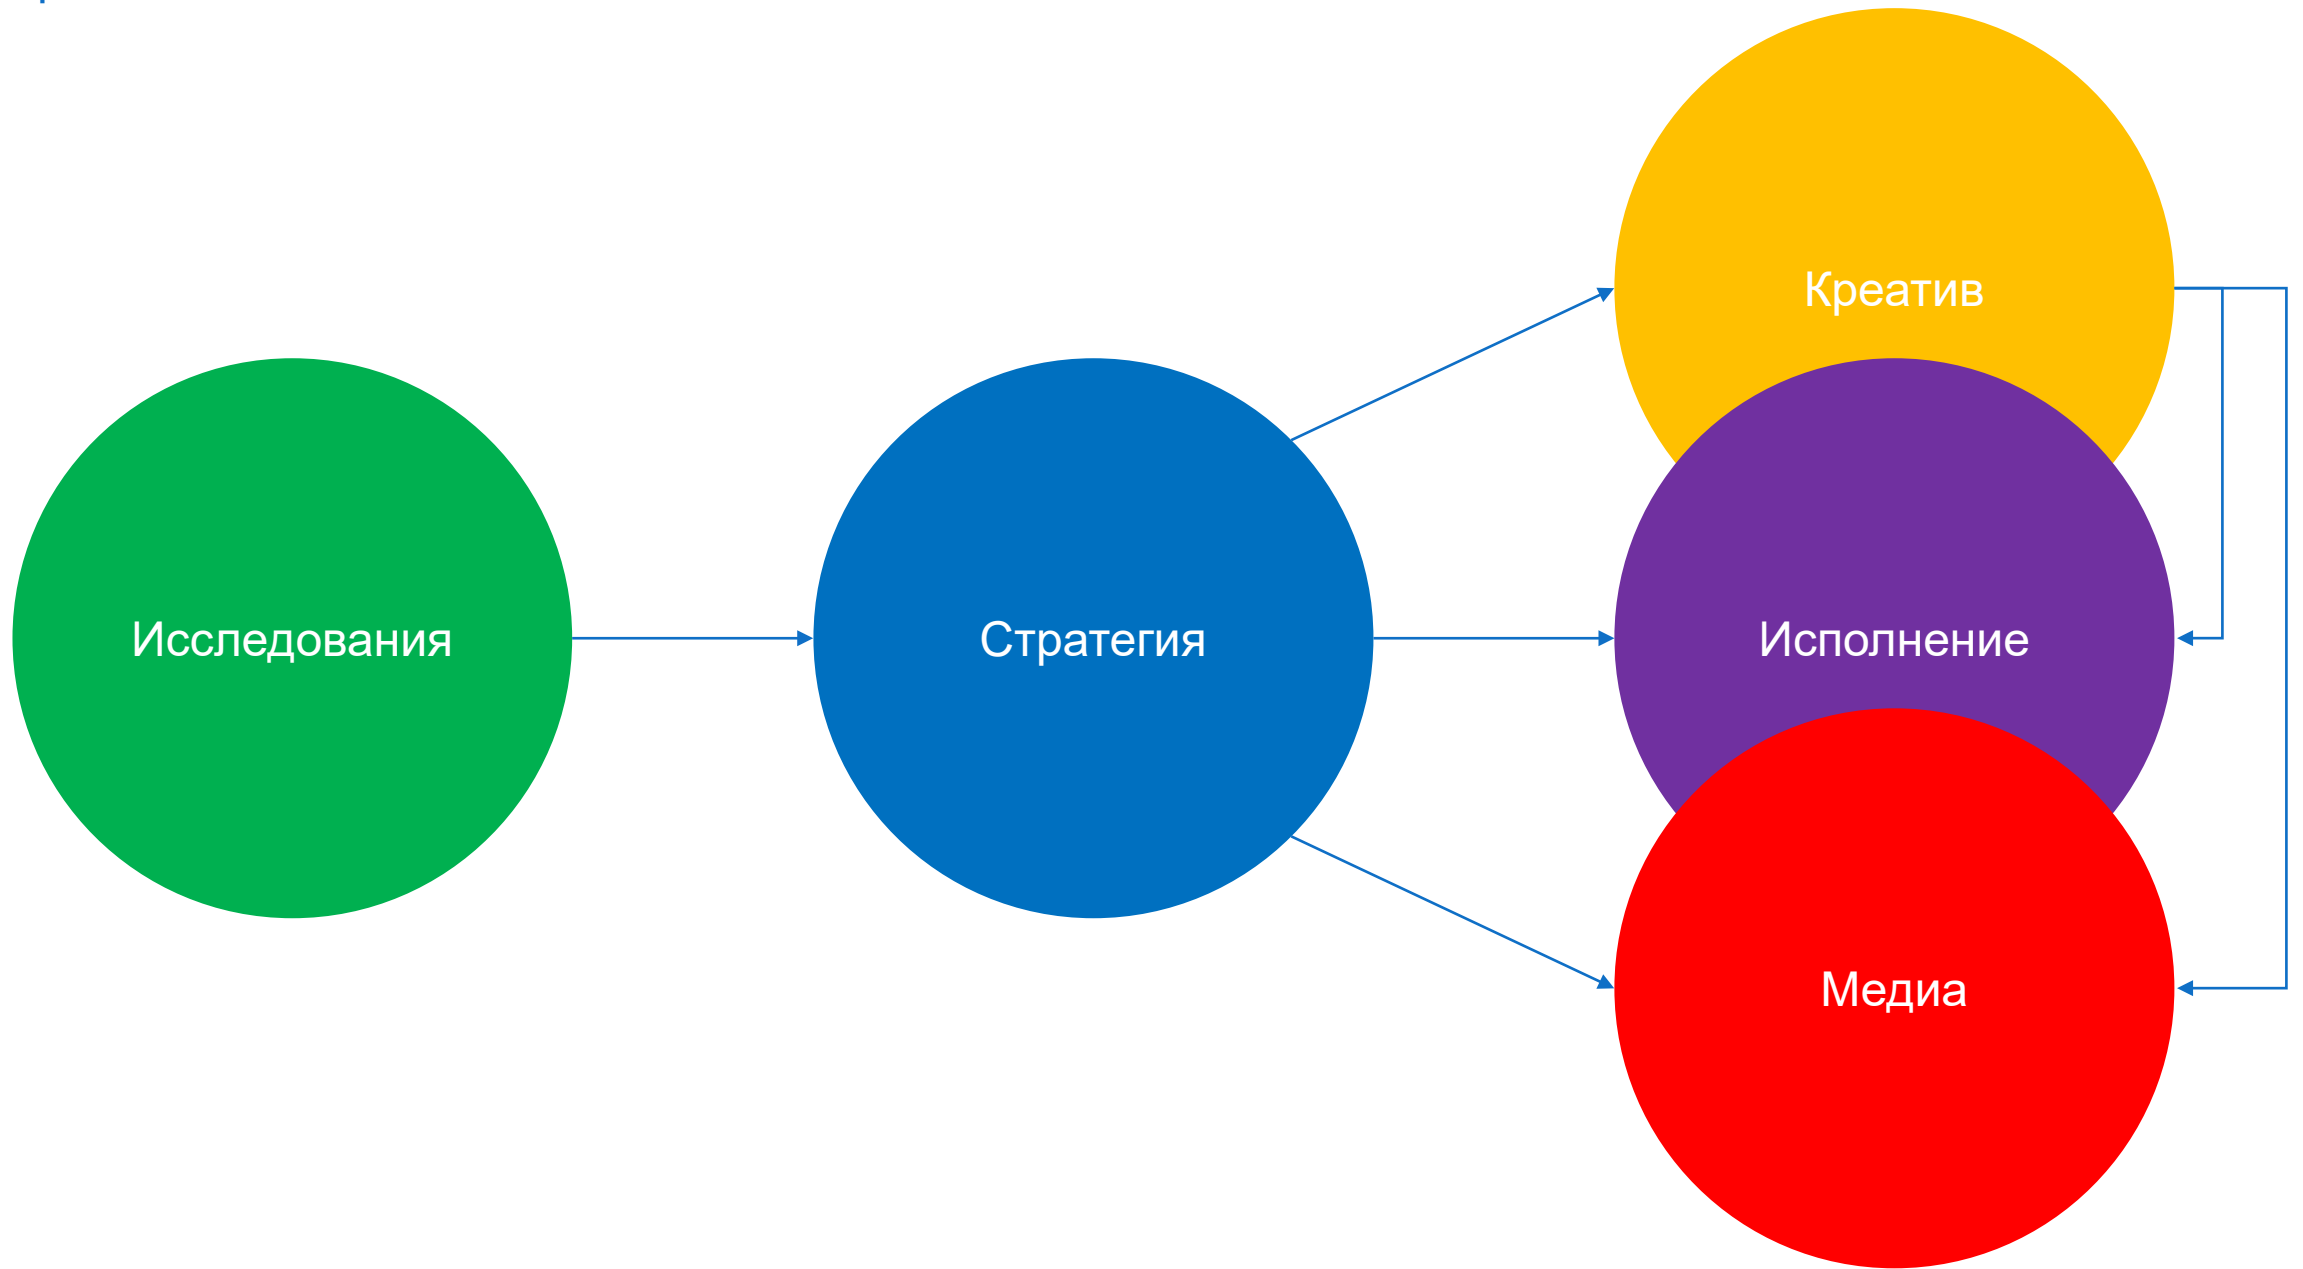 Исследования
Стратегия
Креатив
Исполнение
Медиа